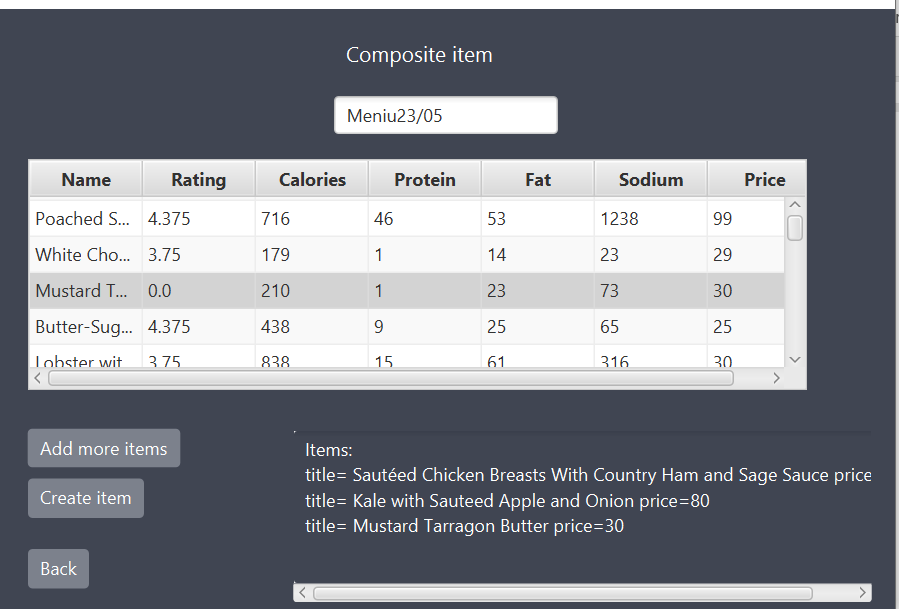 Composite item
Meniu23/05
Name Rating Calories Protein Fat Sodium Price
Poached S... 4.375 716 46 53 1238 99
White Cho... 3.75 179 1 14 23 29
Mustard T... 0.0 210 1 23 73 30
Butter-Sug... 4.375 438 9 25 65 25
Lobster wit 3.75 838 15 61 316 30
Add more items
Create item
Back
Items:
title= Sautéed Chicken Breasts With Country Ham and Sage Sauce price
title= Kale with Sauteed Apple and Onion price=80
title= Mustard Tarragon Butter price=30